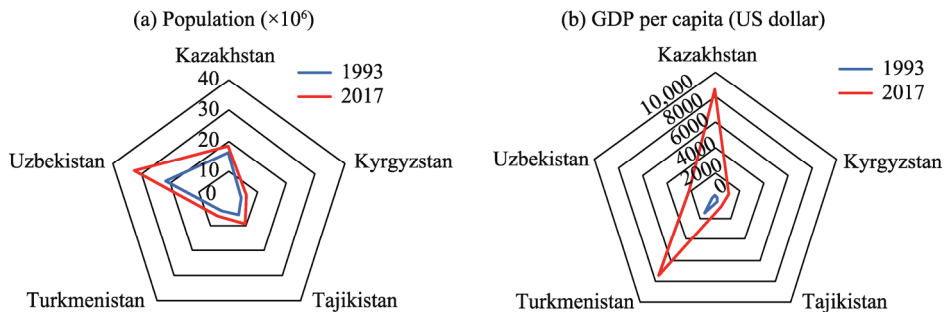 (a) Population (×10⁶)
Kazakhstan
1993
2017
40
30
20
10
0
Uzbekistan
Kyrgyzstan
Turkmenistan
Tajikistan
(b) GDP per capita (US dollar)
Kazakhstan
1993
2017
10,000
8000
6000
4000
2000
0
Uzbekistan
Kyrgyzstan
Turkmenistan
Tajikistan